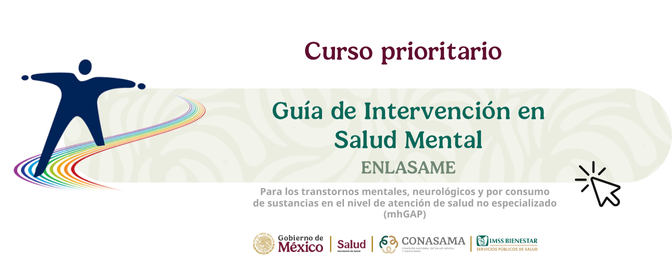 Curso prioritario
Guía de Intervención en
Salud Mental
ENLASAME
Para los transtornos mentales, neurológicos y por consumo
de sustancias en el nivel de atención de salud no especializado
(mhGAP)
Gobierno de
México
Salud
CONASAMA
IMSS BIENESTAR
SERVICIOS PÚBLICOS DE SALUD